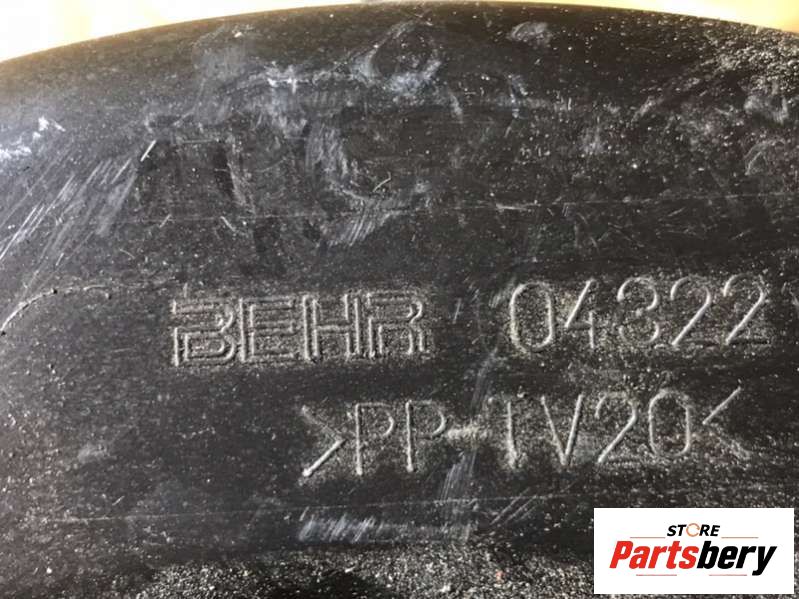 BEHR 04322
>PP-TV20<
STORE
Partsbery